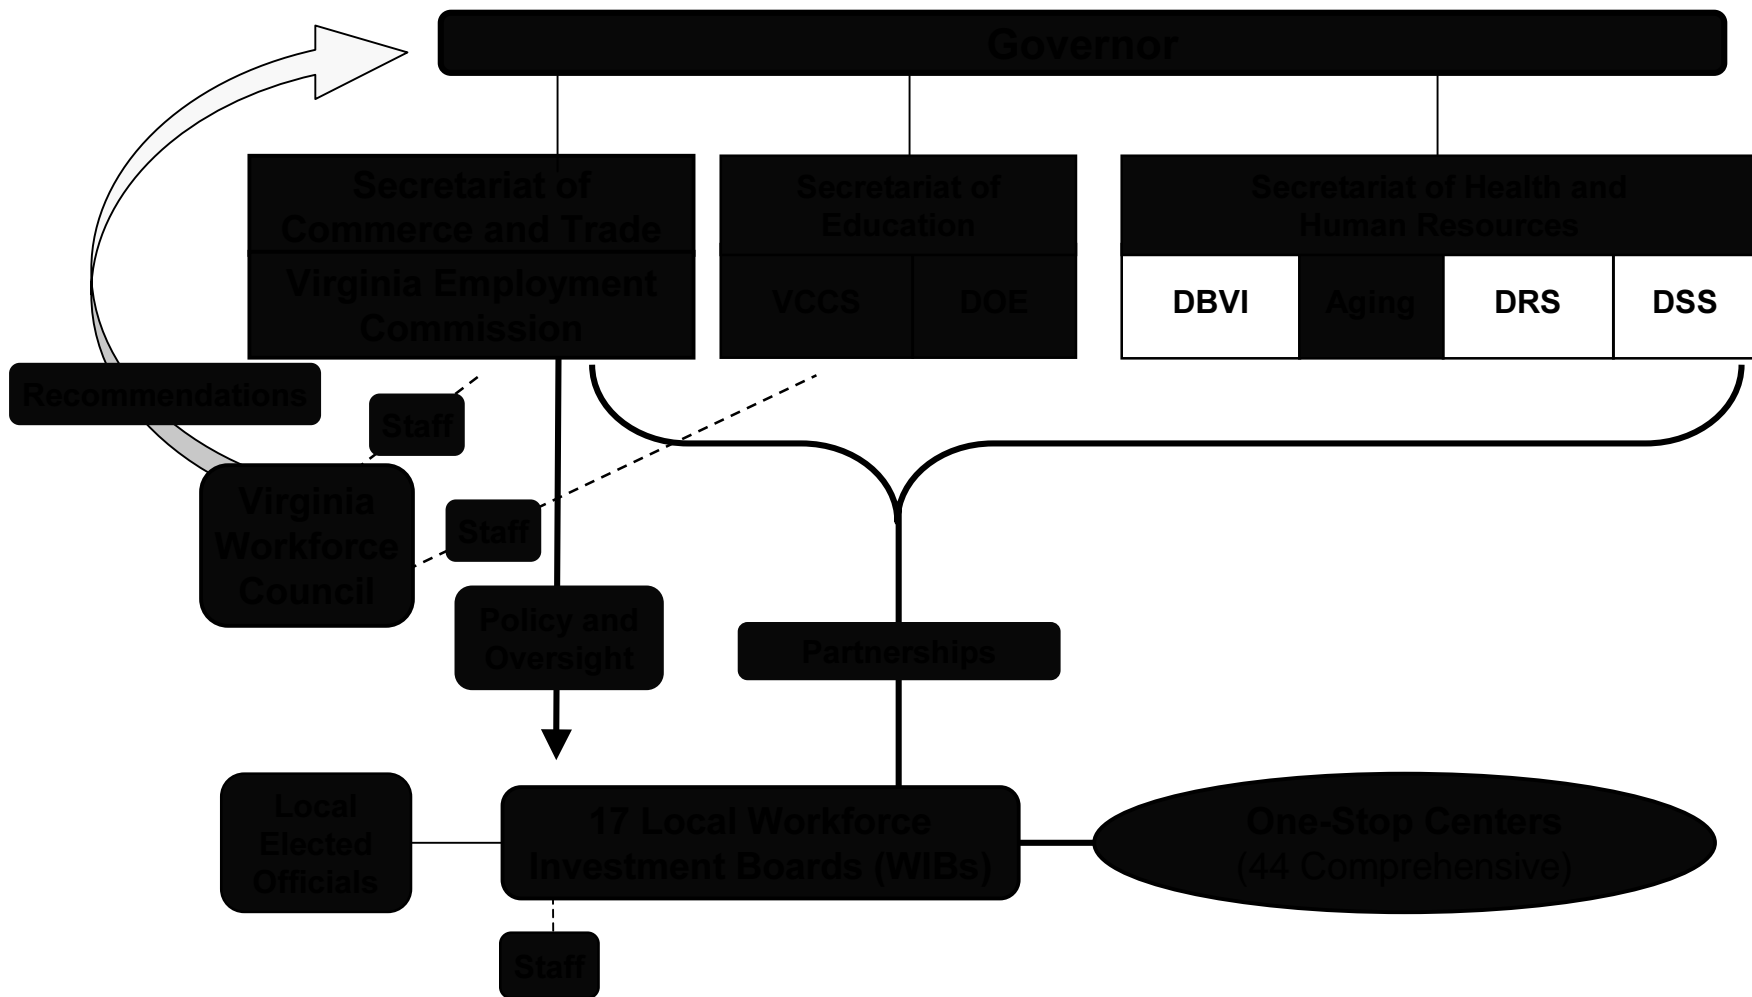 Governor
Secretariat of
Commerce and Trade
Virginia Employment
Commission
Secretariat of
Education
VCCS
DOE
Secretariat of Health and
Human Resources
DBVI
Aging
DRS
DSS
Recommendations
Staff
Virginia
Workforce
Council
Staff
Policy and
Oversight
Partnerships
Local
Elected
Officials
17 Local Workforce
Investment Boards (WIBs)
One-Stop Centers
(44 Comprehensive)
Staff